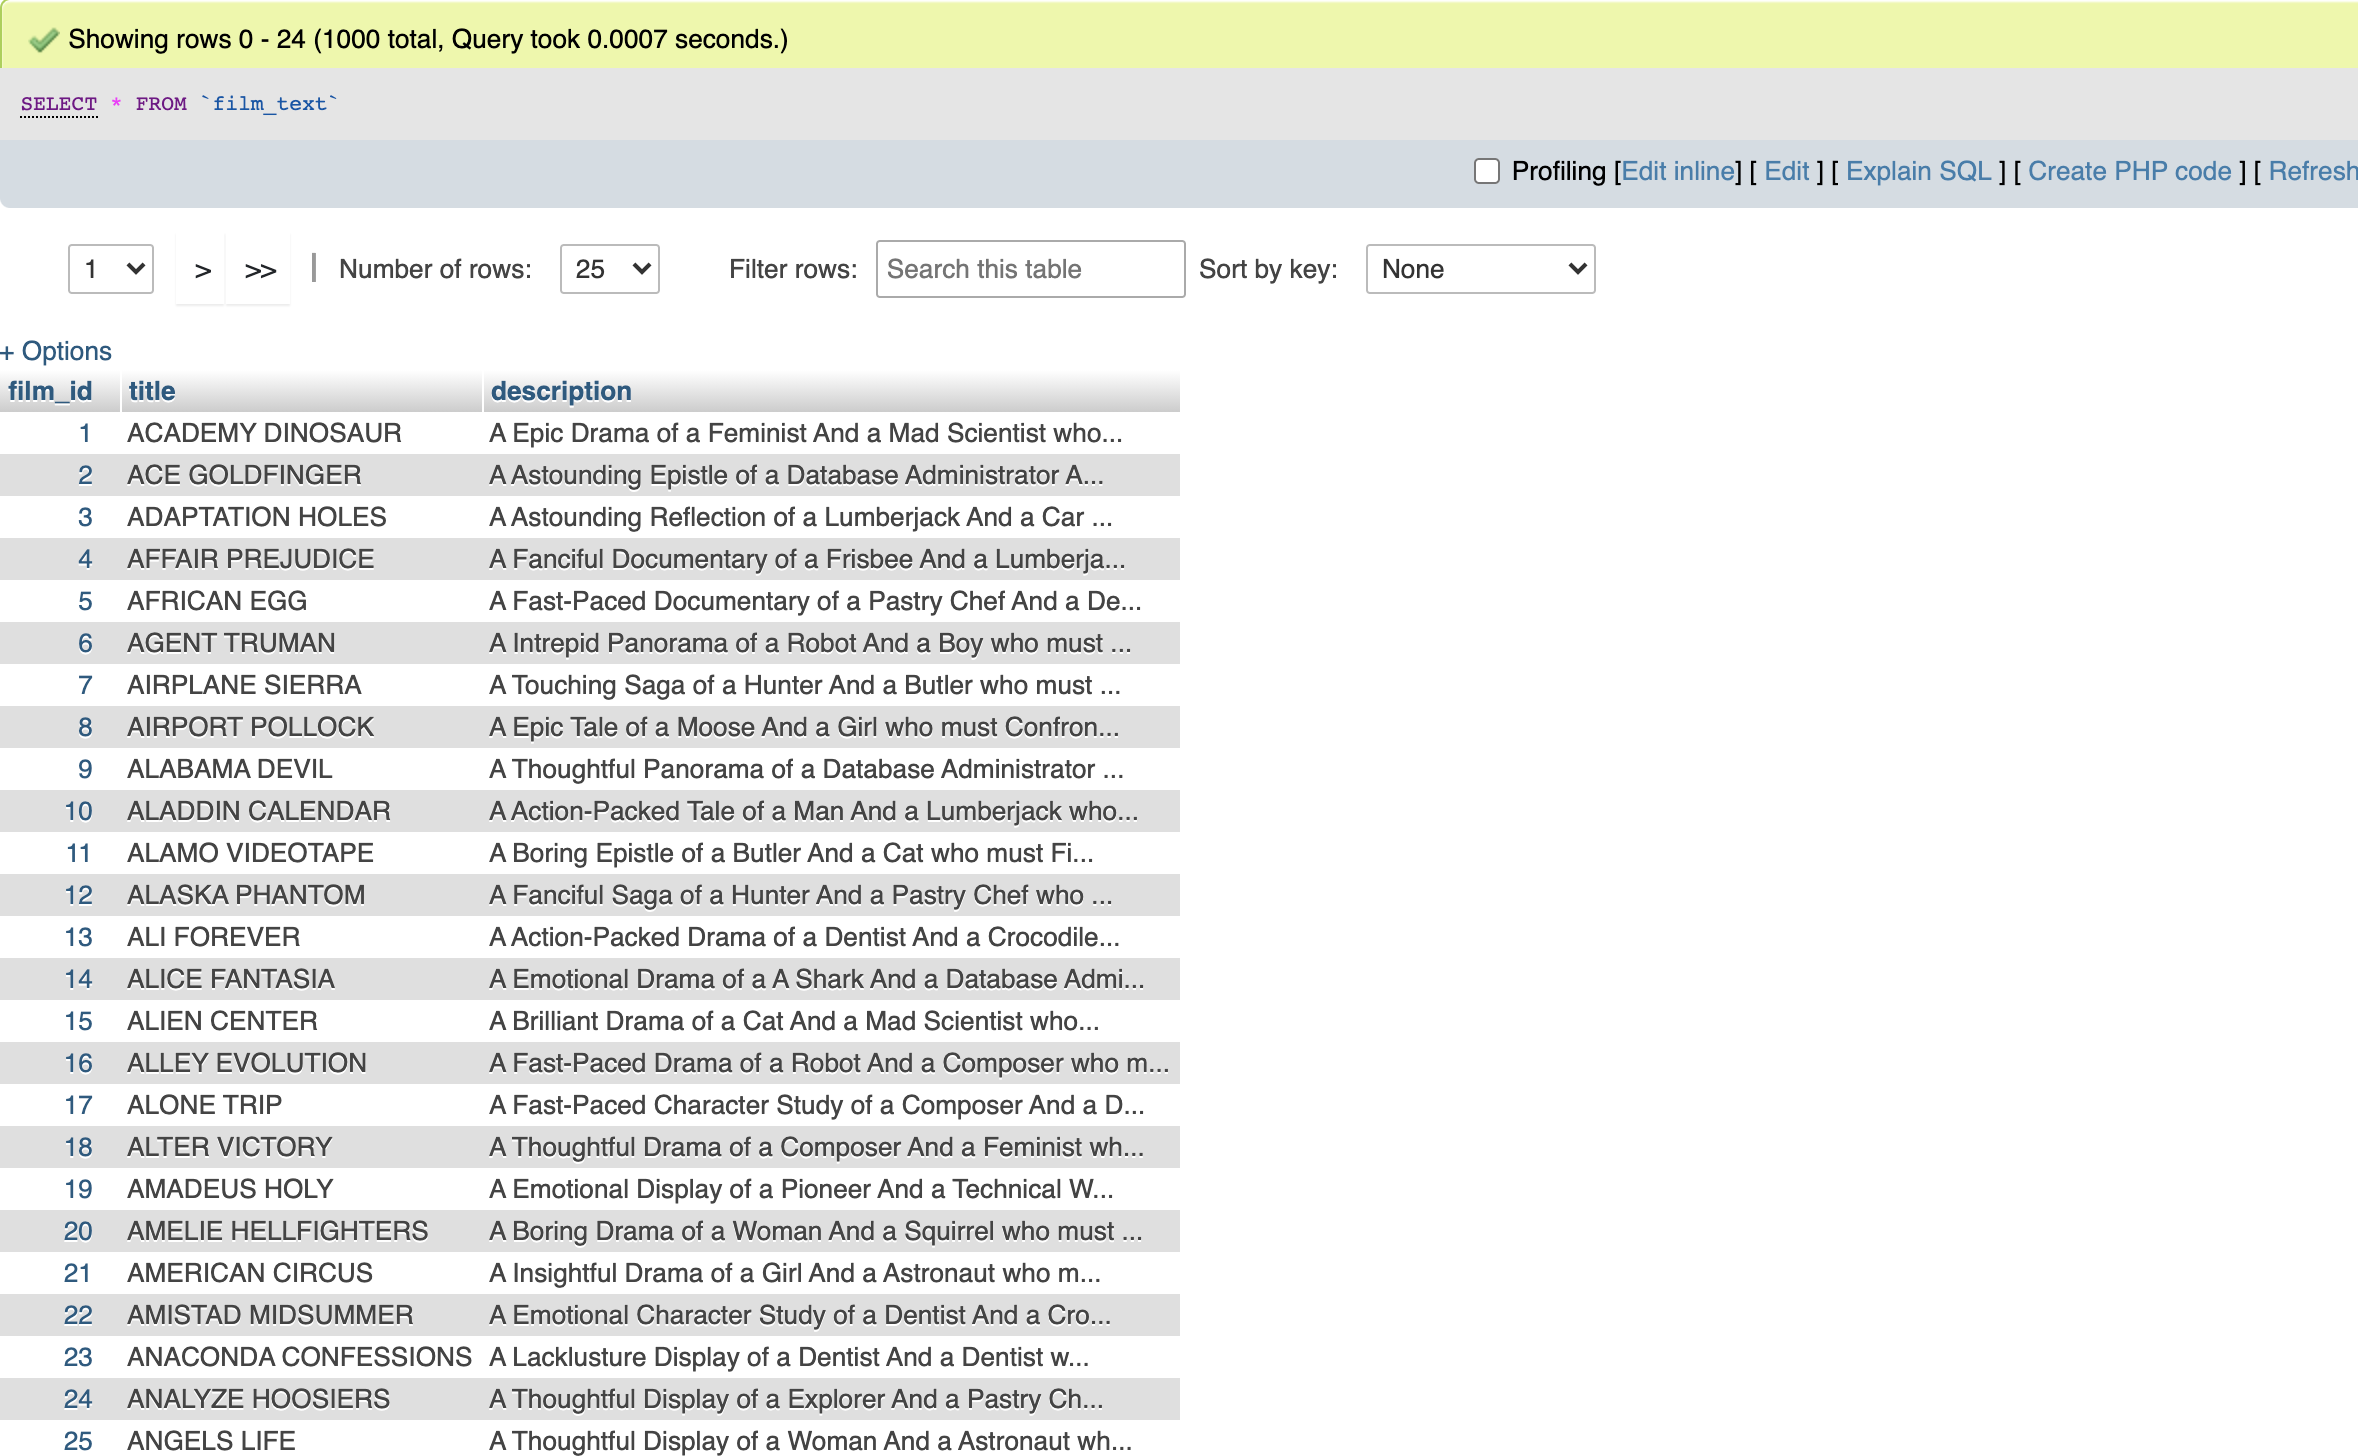 Showing rows 0 - 24 (1000 total, Query took 0.0007 seconds.)
SELECT * FROM `film_text`
Profiling [Edit inline] [ Edit ] [ Explain SQL ] [ Create PHP code ] [ Refresh
1 > >> | Number of rows: 25 Filter rows: Search this table Sort by key: None
+ Options
film_id title description
1 ACADEMY DINOSAUR A Epic Drama of a Feminist And a Mad Scientist who...
2 ACE GOLDFINGER A Astounding Epistle of a Database Administrator A...
3 ADAPTATION HOLES A Astounding Reflection of a Lumberjack And a Car ...
4 AFFAIR PREJUDICE A Fanciful Documentary of a Frisbee And a Lumberja...
5 AFRICAN EGG A Fast-Paced Documentary of a Pastry Chef And a De...
6 AGENT TRUMAN A Intrepid Panorama of a Robot And a Boy who must ...
7 AIRPLANE SIERRA A Touching Saga of a Hunter And a Butler who must ...
8 AIRPORT POLLOCK A Epic Tale of a Moose And a Girl who must Confron...
9 ALABAMA DEVIL A Thoughtful Panorama of a Database Administrator ...
10 ALADDIN CALENDAR A Action-Packed Tale of a Man And a Lumberjack who...
11 ALAMO VIDEOTAPE A Boring Epistle of a Butler And a Cat who must Fi...
12 ALASKA PHANTOM A Fanciful Saga of a Hunter And a Pastry Chef who ...
13 ALI FOREVER A Action-Packed Drama of a Dentist And a Crocodile...
14 ALICE FANTASIA A Emotional Drama of a A Shark And a Database Admi...
15 ALIEN CENTER A Brilliant Drama of a Cat And a Mad Scientist who...
16 ALLEY EVOLUTION A Fast-Paced Drama of a Robot And a Composer who m...
17 ALONE TRIP A Fast-Paced Character Study of a Composer And a D...
18 ALTER VICTORY A Thoughtful Drama of a Composer And a Feminist wh...
19 AMADEUS HOLY A Emotional Display of a Pioneer And a Technical W...
20 AMELIE HELLFIGHTERS A Boring Drama of a Woman And a Squirrel who must ...
21 AMERICAN CIRCUS A Insightful Drama of a Girl And a Astronaut who m...
22 AMISTAD MIDSUMMER A Emotional Character Study of a Dentist And a Cro...
23 ANACONDA CONFESSIONS A Lacklusture Display of a Dentist And a Dentist w...
24 ANALYZE HOOSIERS A Thoughtful Display of a Explorer And a Pastry Ch...
25 ANGELS LIFE A Thoughtful Display of a Woman And a Astronaut wh...